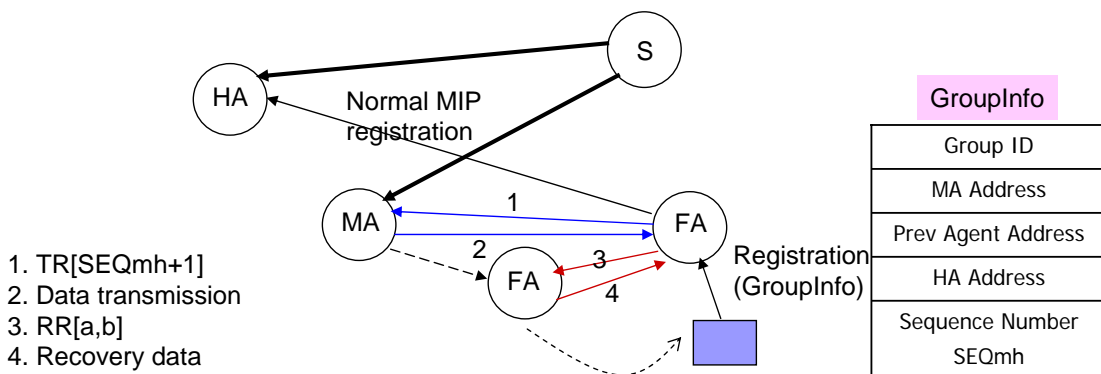 S
HA
Normal MIP
registration
GroupInfo
Group ID
MA Address
Prev Agent Address
HA Address
Sequence Number
SEQmh
1
MA
FA
2
3
FA
4
Registration
(GroupInfo)
1. TR[SEQmh+1]
2. Data transmission
3. RR[a,b]
4. Recovery data